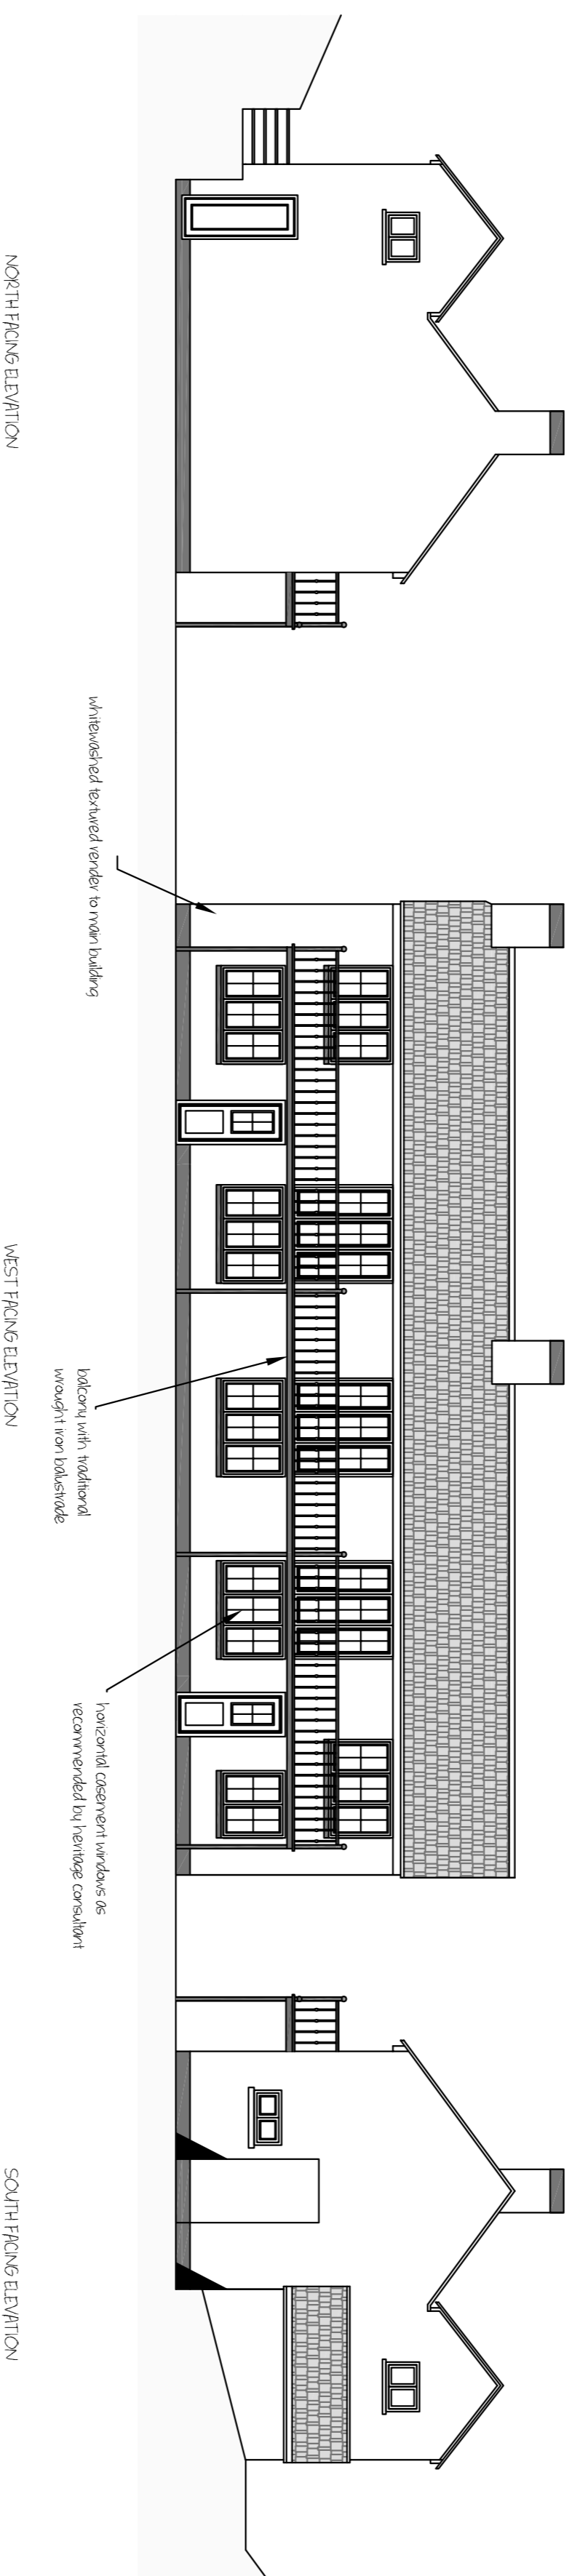 NORTH FACING ELEVATION
whitewashed textured render to main building
WEST FACING ELEVATION
balcony with traditional
wrought iron balustrade
horizontal casement windows as
recommended by heritage consultant
SOUTH FACING ELEVATION